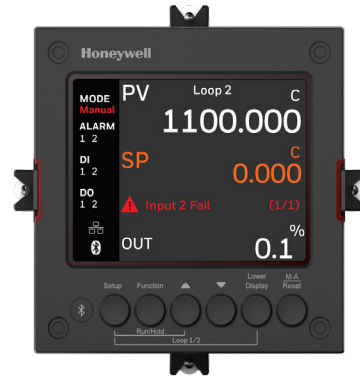 Honeywell
MODE
Manual
ALARM
1 2
DI
1 2
DO
1 2
PV Loop 2 C
1100.000
C
SP 0.000
Input 2 Fail (1/1)
%
OUT 0.1
Setup Function Lower Display M-A Reset
Run/Hold
Loop 1/2